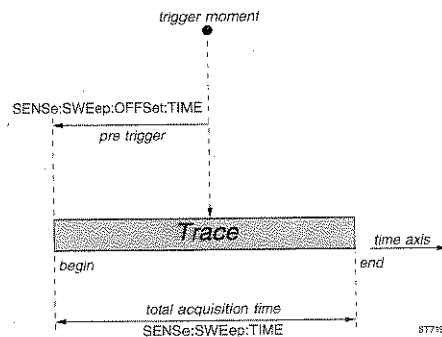 trigger moment
SENSe:SWEep:OFFSet:TIME
pre trigger
Trace
time axis
begin
end
total acquisition time
SENSe:SWEep:TIME